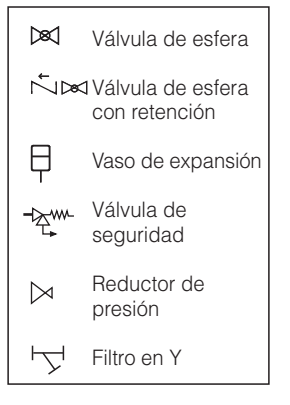 Válvula de esfera
Válvula de esfera
con retención
Vaso de expansión
Válvula de
seguridad
Reductor de
presión
Filtro en Y